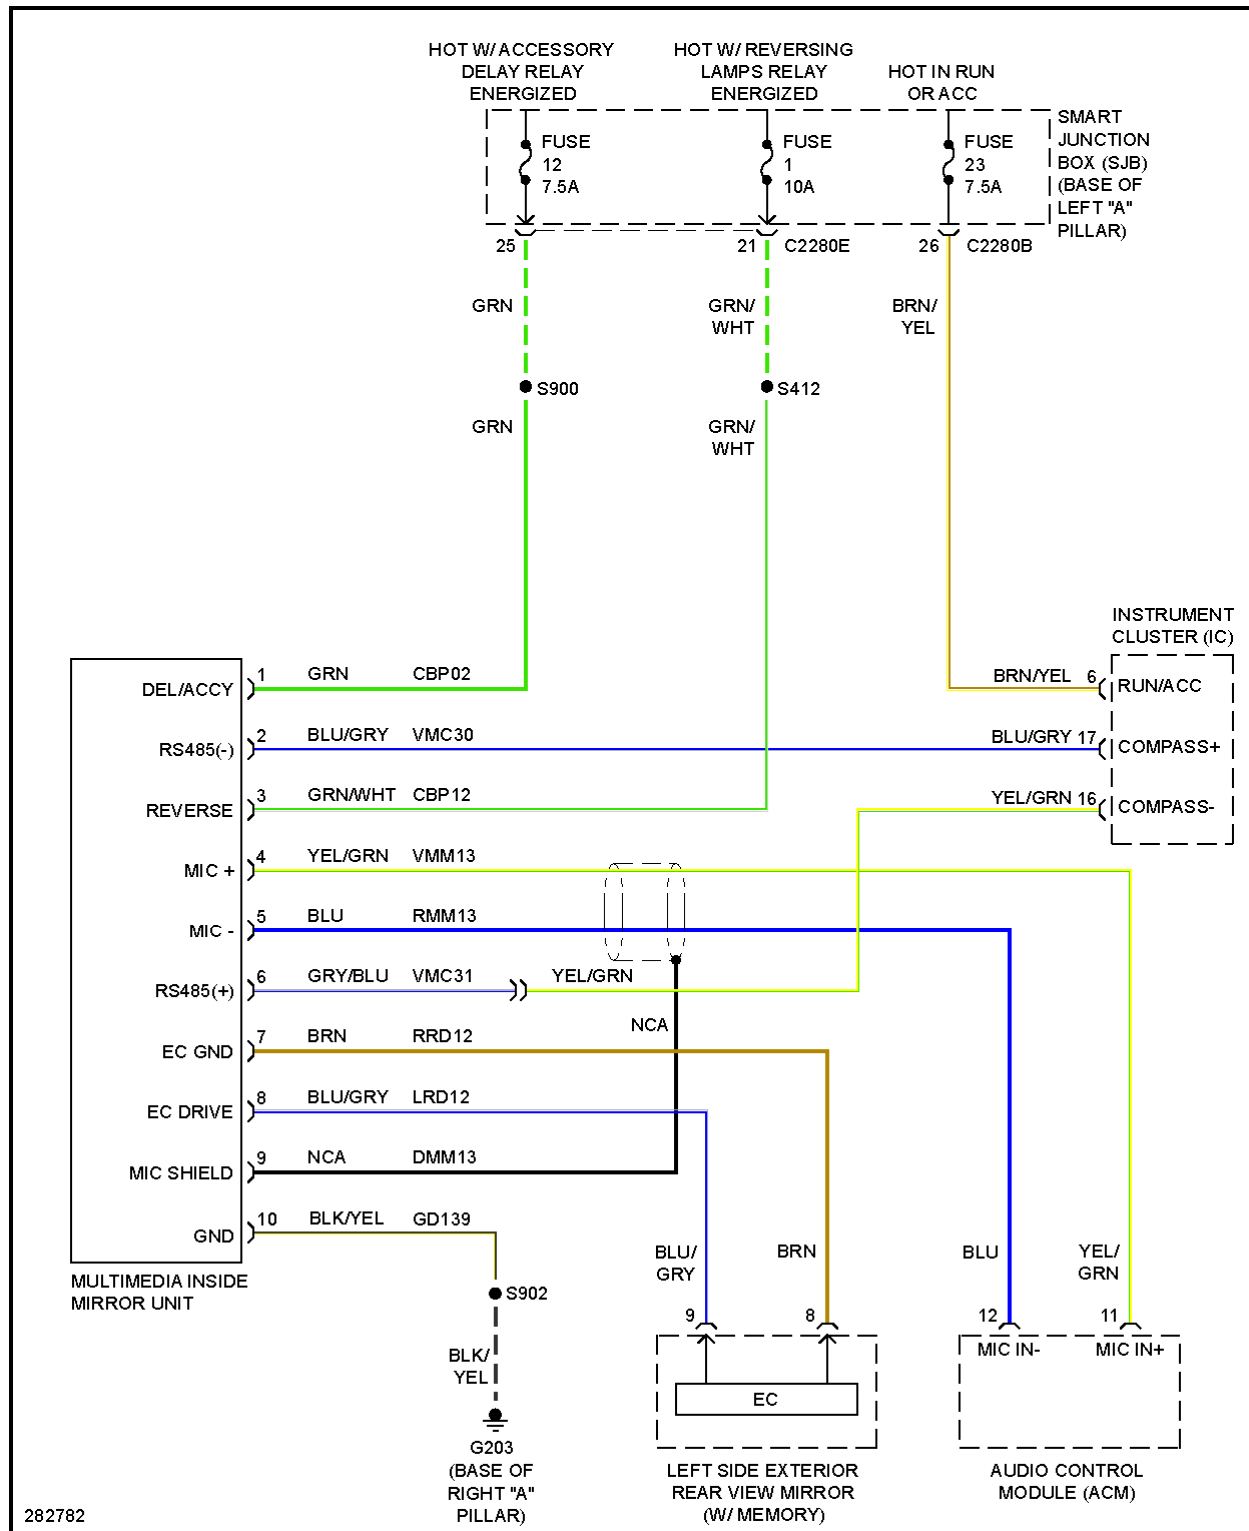 HOT W/ ACCESSORY
DELAY RELAY
ENERGIZED
HOT W/ REVERSING
LAMPS RELAY
ENERGIZED
HOT IN RUN
OR ACC
FUSE
12
7.5A
FUSE
1
10A
FUSE
23
7.5A
SMART
JUNCTION
BOX (SJB)
(BASE OF
LEFT "A"
PILLAR)
25
21
C2280E
26
C2280B
GRN
GRN/
WHT
BRN/
YEL
S900
S412
GRN
GRN/
WHT
INSTRUMENT
CLUSTER (IC)
DEL/ACCY
1
GRN
CBP02
BRN/YEL
6
RUN/ACC
RS485(-)
2
BLU/GRY
VMC30
BLU/GRY
17
COMPASS+
REVERSE
3
GRN/WHT
CBP12
YEL/GRN
16
COMPASS-
MIC +
4
YEL/GRN
VMM13
MIC -
5
BLU
RMM13
RS485(+)
6
GRY/BLU
VMC31
YEL/GRN
NCA
EC GND
7
BRN
RRD12
EC DRIVE
8
BLU/GRY
LRD12
MIC SHIELD
9
NCA
DMM13
GND
10
BLK/YEL
GD139
MULTIMEDIA INSIDE
MIRROR UNIT
S902
BLK/
YEL
G203
(BASE OF
RIGHT "A"
PILLAR)
BLU/
GRY
BRN
BLU
YEL/
GRN
9
8
12
11
EC
MIC IN-
MIC IN+
LEFT SIDE EXTERIOR
REAR VIEW MIRROR
(W/ MEMORY)
AUDIO CONTROL
MODULE (ACM)
282782